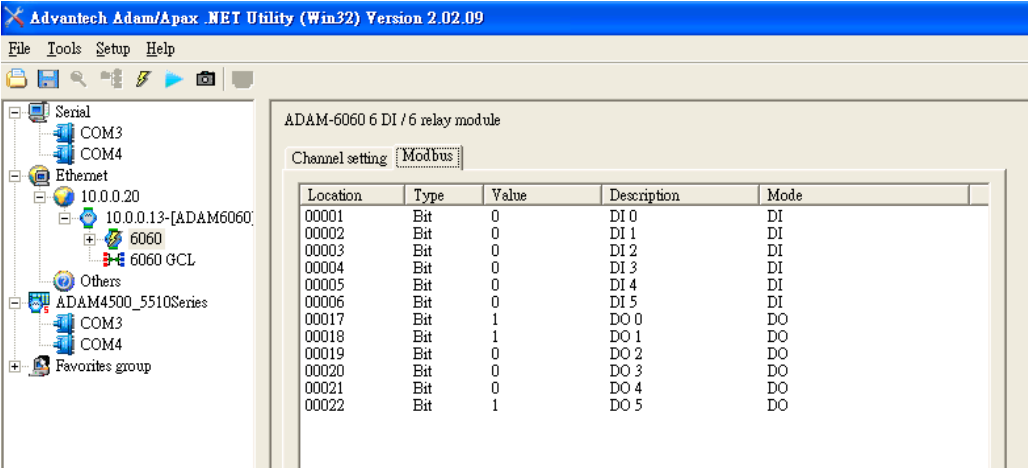 Advantech Adam/Apax .NET Utility (Win32) Version 2.02.09
File Tools Setup Help
Serial
COM3
COM4
Ethernet
10.0.0.20
10.0.0.13-[ADAM6060]
6060
6060 GCL
Others
ADAM4500_5510Series
COM3
COM4
Favorites group
ADAM-6060 6 DI / 6 relay module
Channel setting Modbus
Location Type Value Description Mode
00001 Bit 0 DI 0 DI
00002 Bit 0 DI 1 DI
00003 Bit 0 DI 2 DI
00004 Bit 0 DI 3 DI
00005 Bit 0 DI 4 DI
00006 Bit 0 DI 5 DI
00017 Bit 1 DO 0 DO
00018 Bit 1 DO 1 DO
00019 Bit 0 DO 2 DO
00020 Bit 0 DO 3 DO
00021 Bit 0 DO 4 DO
00022 Bit 1 DO 5 DO